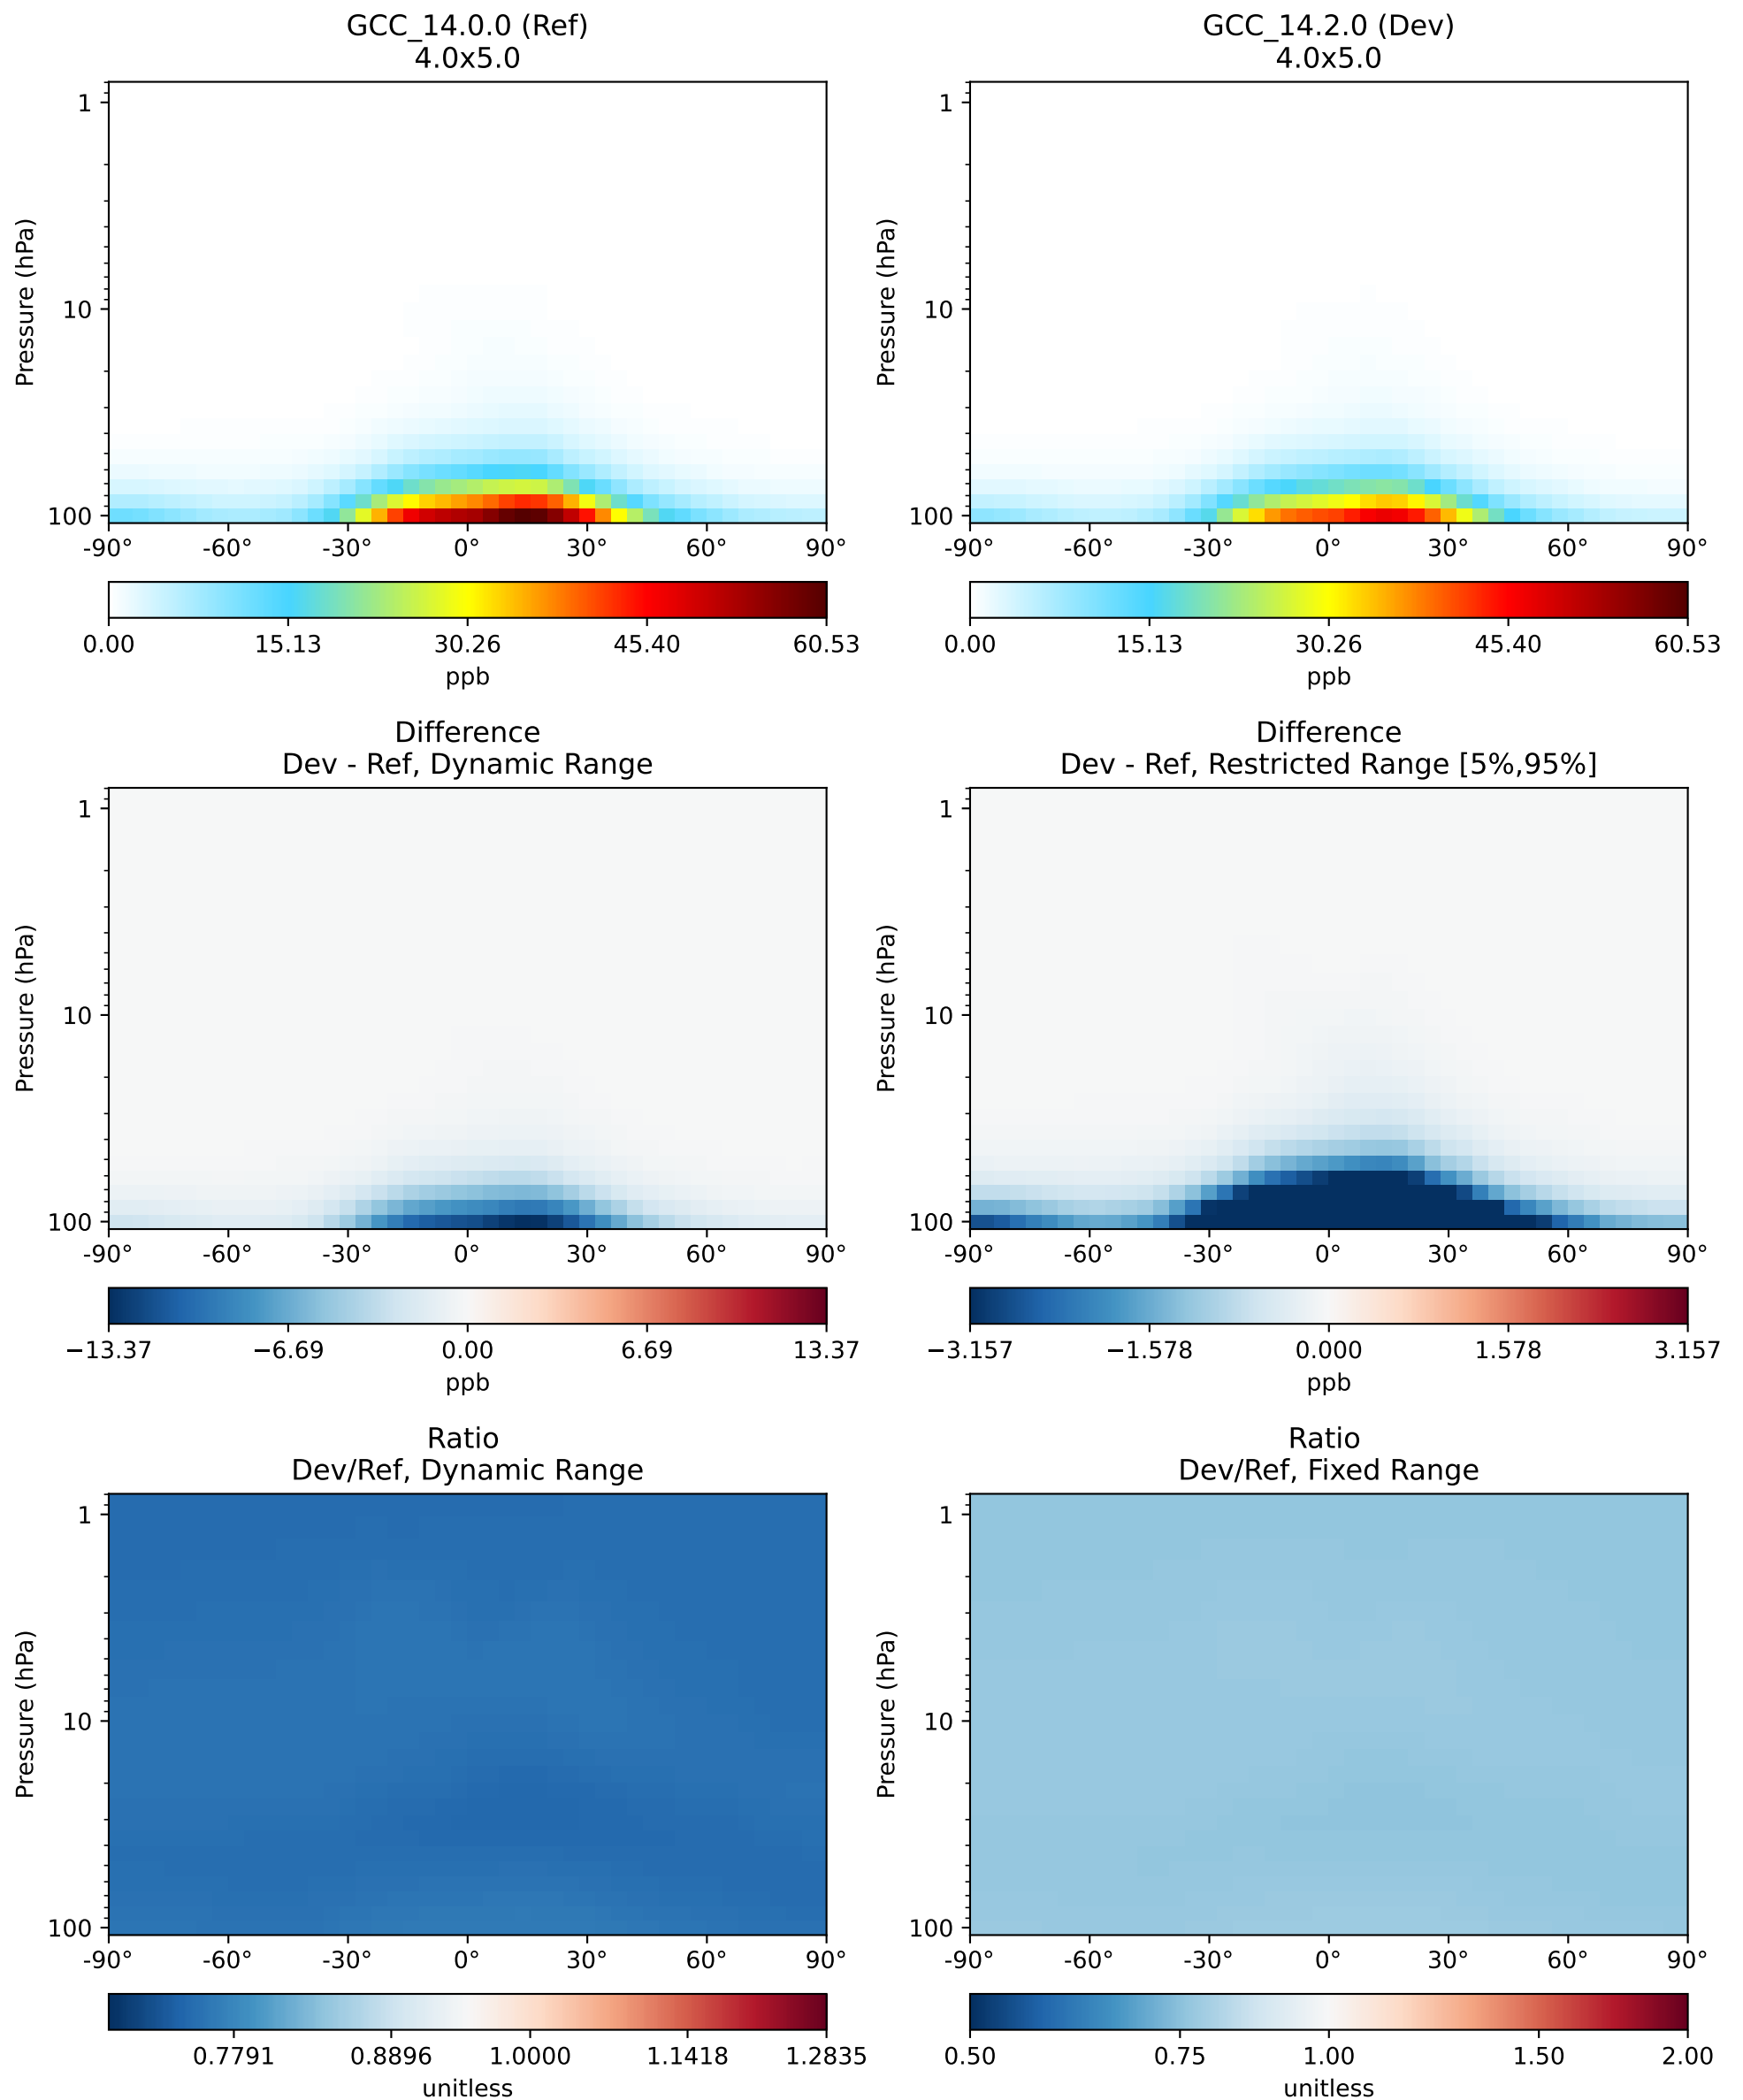 GCC_14.0.0 (Ref)
4.0x5.0
Pressure (hPa)
1
10
100
-90° -60° -30° 0° 30° 60° 90°
0.00 15.13 30.26 45.40 60.53
ppb
GCC_14.2.0 (Dev)
4.0x5.0
Pressure (hPa)
1
10
100
-90° -60° -30° 0° 30° 60° 90°
0.00 15.13 30.26 45.40 60.53
ppb
Difference
Dev - Ref, Dynamic Range
Pressure (hPa)
1
10
100
-90° -60° -30° 0° 30° 60° 90°
−13.37 −6.69 0.00 6.69 13.37
ppb
Difference
Dev - Ref, Restricted Range [5%,95%]
Pressure (hPa)
1
10
100
-90° -60° -30° 0° 30° 60° 90°
−3.157 −1.578 0.000 1.578 3.157
ppb
Ratio
Dev/Ref, Dynamic Range
Pressure (hPa)
1
10
100
-90° -60° -30° 0° 30° 60° 90°
0.7791 0.8896 1.0000 1.1418 1.2835
unitless
Ratio
Dev/Ref, Fixed Range
Pressure (hPa)
1
10
100
-90° -60° -30° 0° 30° 60° 90°
0.50 0.75 1.00 1.50 2.00
unitless